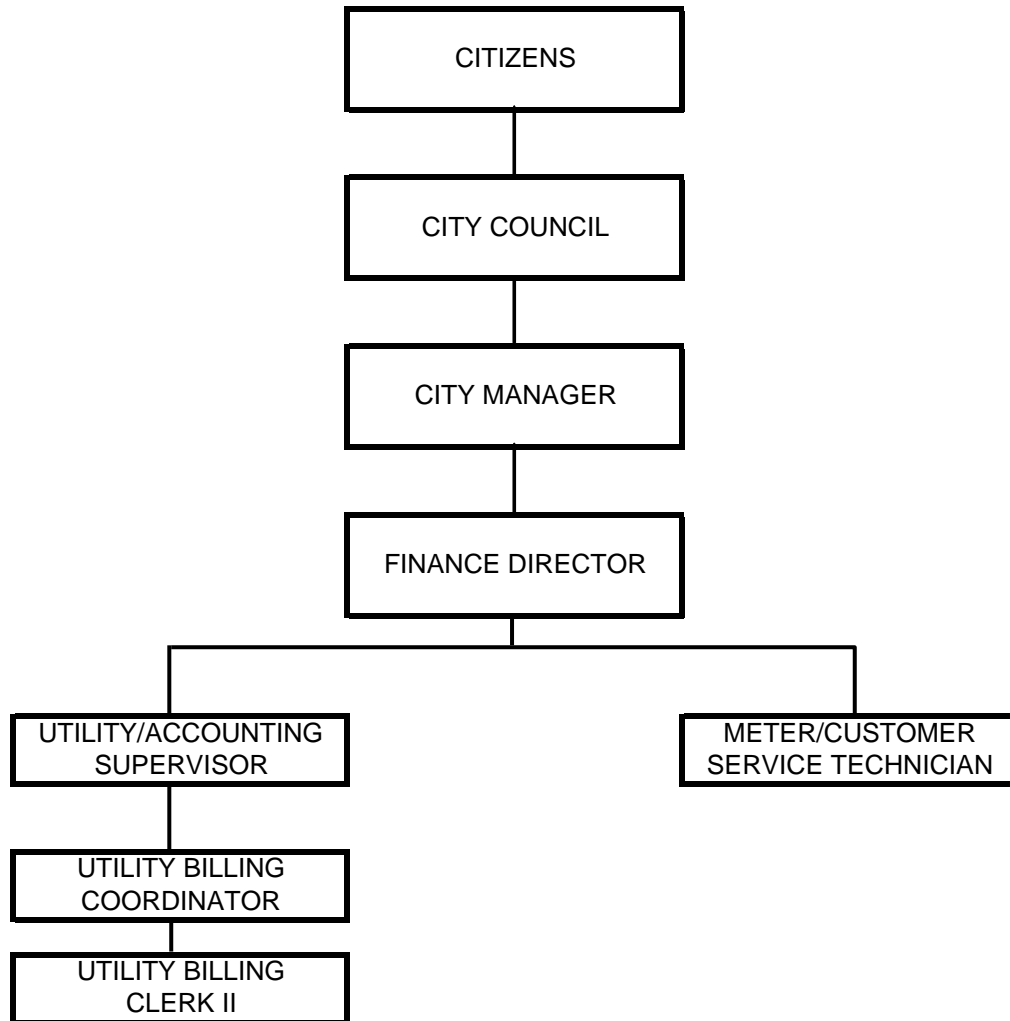 CITIZENS
CITY COUNCIL
CITY MANAGER
FINANCE DIRECTOR
UTILITY/ACCOUNTING
SUPERVISOR
METER/CUSTOMER
SERVICE TECHNICIAN
UTILITY BILLING
COORDINATOR
UTILITY BILLING
CLERK II